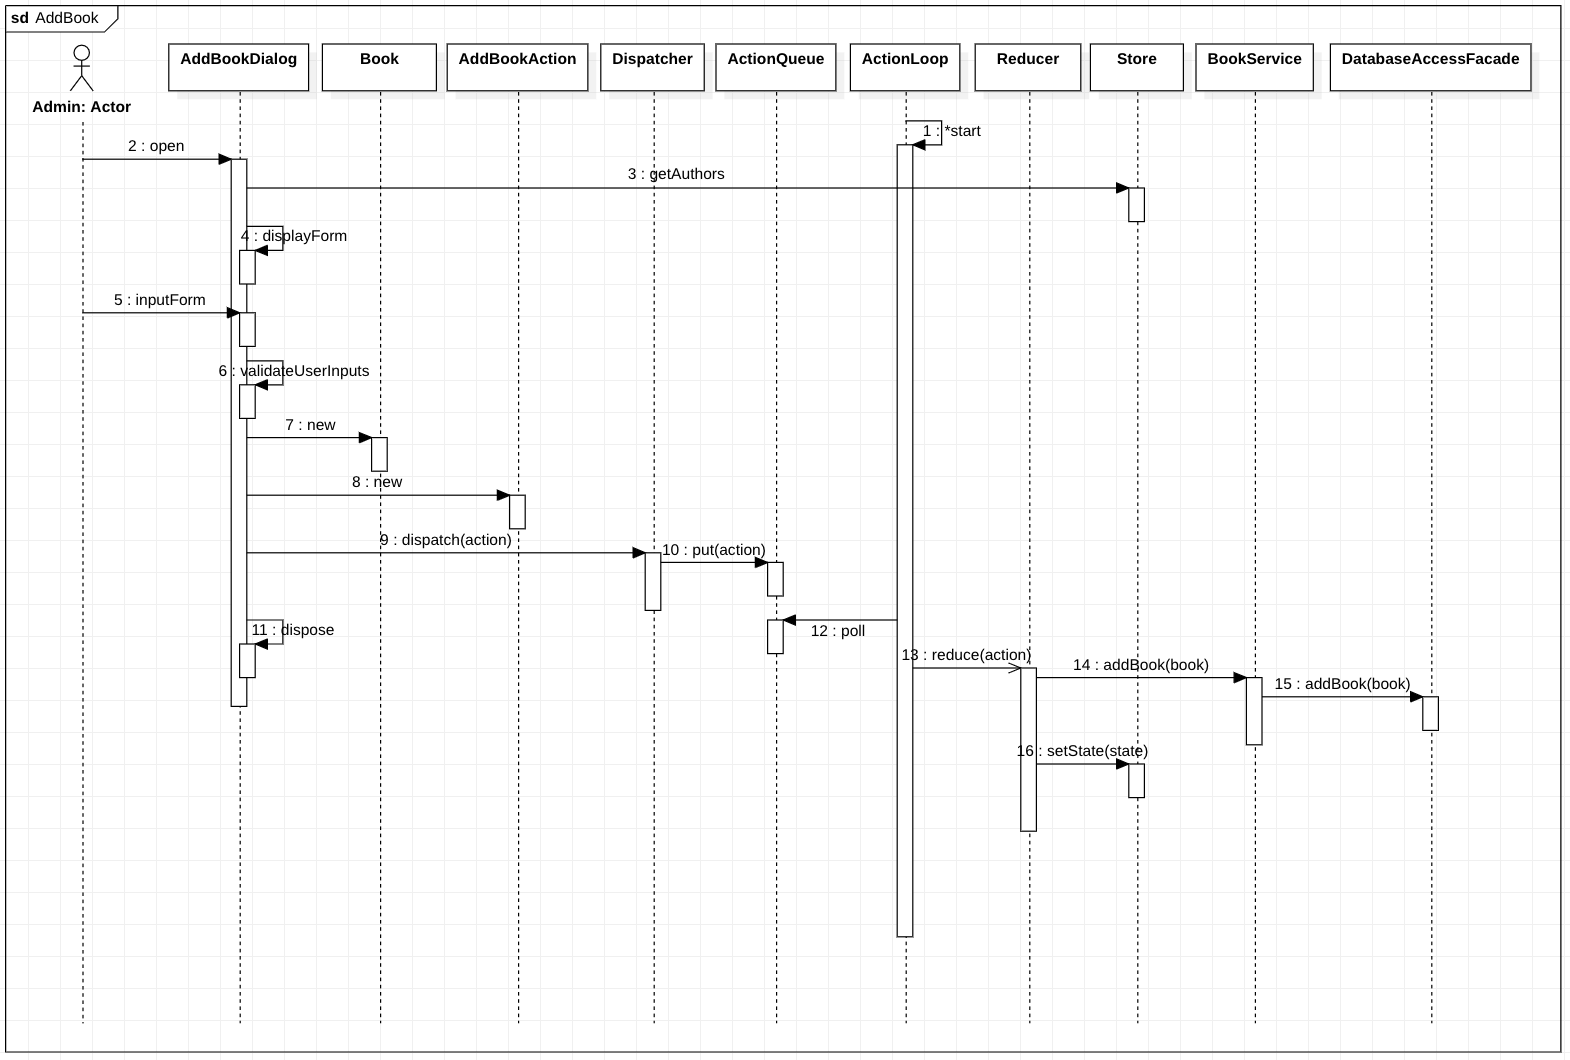 sd AddBook
Admin: Actor
AddBookDialog
Book
AddBookAction
Dispatcher
ActionQueue
ActionLoop
Reducer
Store
BookService
DatabaseAccessFacade
1 : *start
2 : open
3 : getAuthors
4 : displayForm
5 : inputForm
6 : validateUserInputs
7 : new
8 : new
9 : dispatch(action)
10 : put(action)
11 : dispose
12 : poll
13 : reduce(action)
14 : addBook(book)
15 : addBook(book)
16 : setState(state)